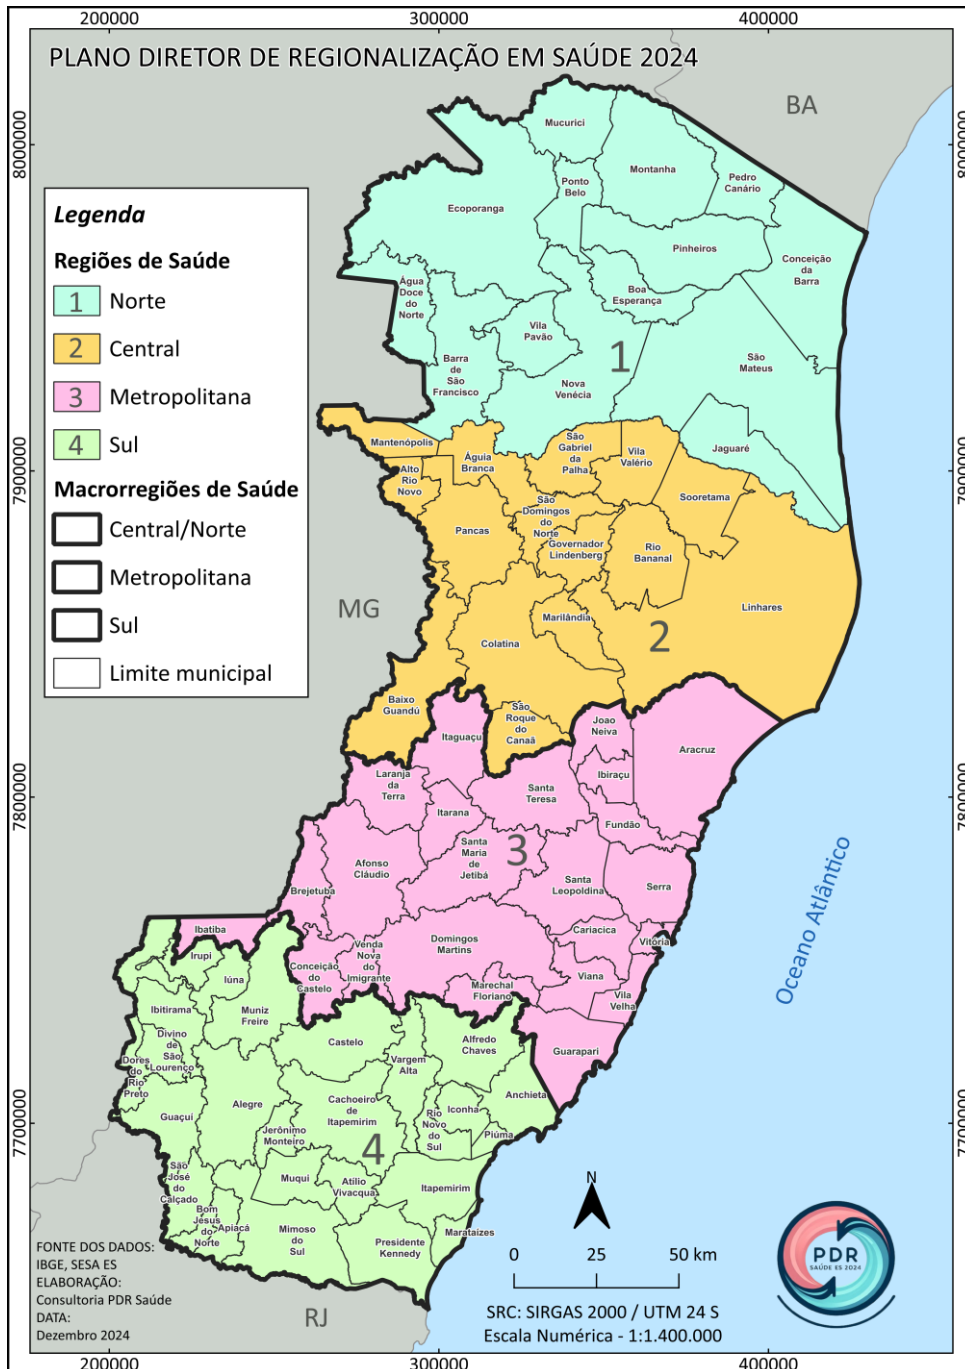 200000
300000
400000
PLANO DIRETOR DE REGIONALIZAÇÃO EM SAÚDE 2024
BA
8000000
8000000
Mucurici
Montanha
Pedro
Canário
Ponto
Belo
Ecoporanga
Pinheiros
Conceição
da
Barra
Água
Doce
do
Norte
Boa
Esperança
Vila
Pavão
1
São
Mateus
Barra
de
São
Francisco
Nova
Venécia
Legenda
Regiões de Saúde
1 Norte
2 Central
3 Metropolitana
4 Sul
Macrorregiões de Saúde
Central/Norte
Metropolitana
Sul
Limite municipal
7900000
7900000
Mantenópolis
Águia
Branca
São
Gabriel
da
Palha
Vila
Valério
Jaguaré
Alto
Rio
Novo
Sooretama
Pancas
São
Domingos
do
Norte
Governador
Lindenberg
Rio
Bananal
MG
Linhares
Marilândia
Colatina
2
Baixo
Guandú
São
Roque
do
Canaã
Itaguaçu
Joao
Neiva
Aracruz
Laranja
da
Terra
Ibiraçu
Santa
Teresa
7800000
7800000
Itarana
Fundão
Santa
Maria
de
Jetibá
3
Afonso
Cláudio
Brejetuba
Santa
Leopoldina
Serra
Oceano Atlântico
Ibatiba
Cariacica
Vitória
Domingos
Martins
Venda
Nova
do
Imigrante
Conceição
do
Castelo
Irupi
Iúna
Viana
Marechal
Floriano
Vila
Velha
Ibitirama
Muniz
Freire
Guarapari
Castelo
Alfredo
Chaves
Vargem
Alta
Divino
de
São
Lourenço
Dores
do
Rio
Preto
Anchieta
Guaçuí
Alegre
Cachoeiro
de
Itapemirim
Iconha
Rio
Novo
do
Sul
Piúma
7700000
7700000
Jerônimo
Monteiro
4
São
José
do
Calçado
Muqui
Atílio
Vivacqua
Itapemirim
Bom
Jesus
do
Norte
Apiacá
Mimoso
do
Sul
Presidente
Kennedy
Marataizes
FONTE DOS DADOS:
IBGE, SESA ES
ELABORAÇÃO:
Consultoria PDR Saúde
DATA:
Dezembro 2024
RJ
N
0 25 50 km
SRC: SIRGAS 2000 / UTM 24 S
Escala Numérica - 1:1.400.000
PDR
SAÚDE ES 2024
200000
300000
400000